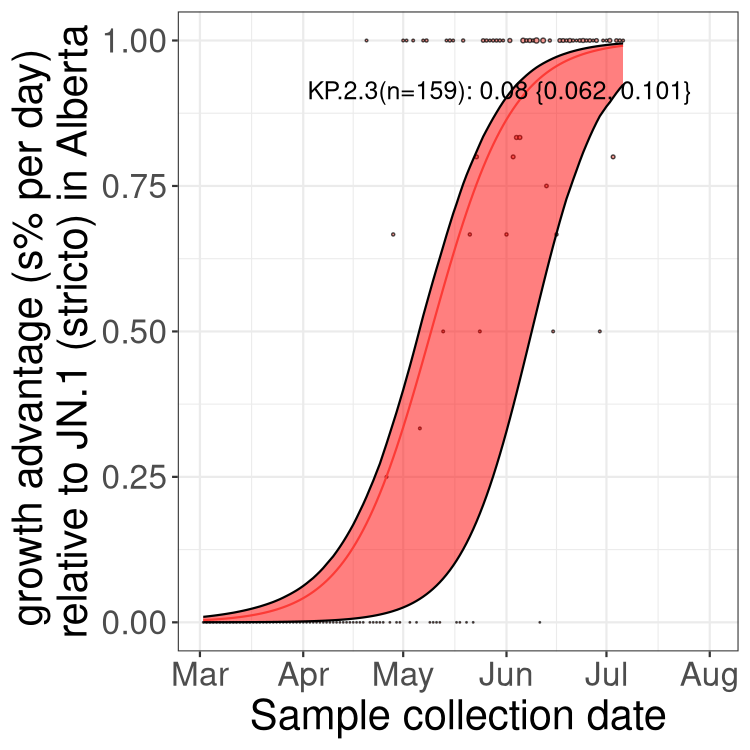 growth advantage (s% per day)
relative to JN.1 (stricto) in Alberta
1.00
0.75
0.50
0.25
0.00
KP.2.3(n=159): 0.08 {0.062, 0.101}
Mar Apr May Jun Jul Aug
Sample collection date